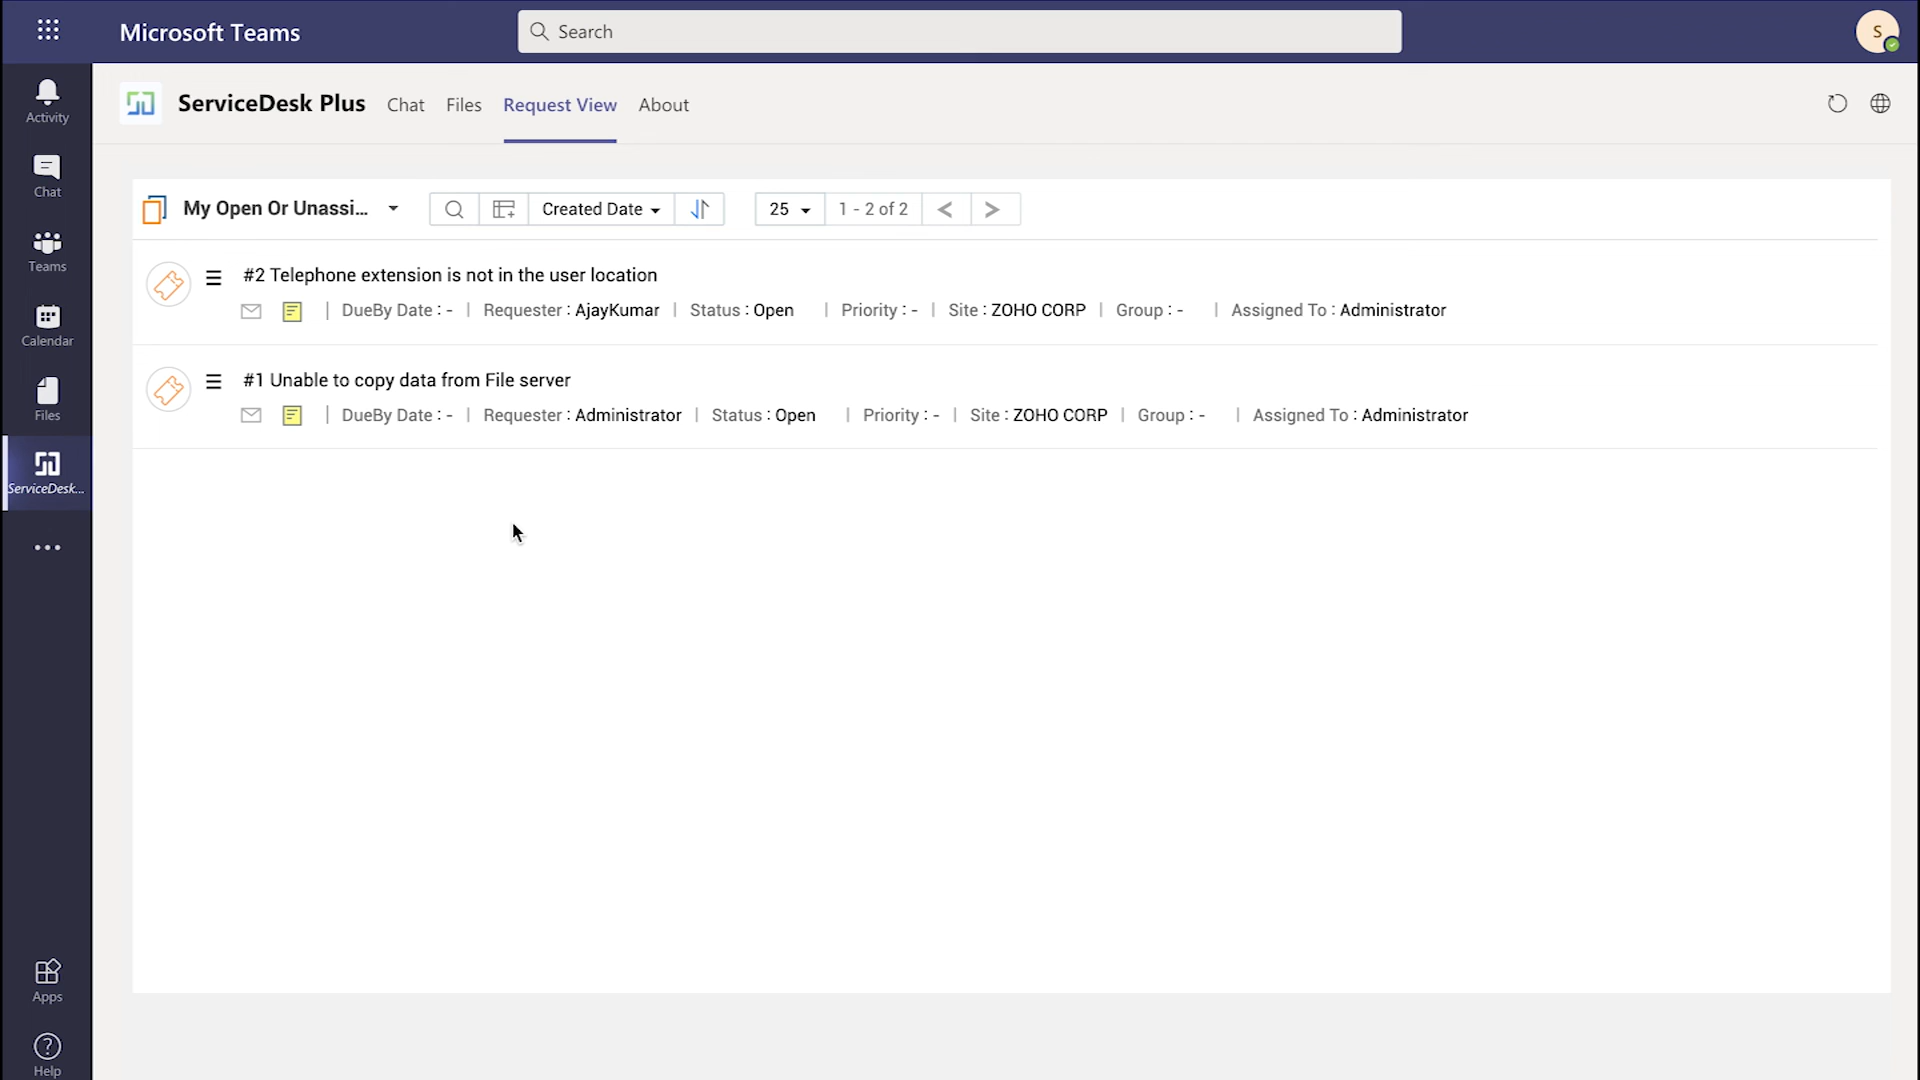 Microsoft Teams
Search
S
Activity
Chat
Teams
Calendar
Files
ServiceDesk...
Apps
Help
ServiceDesk Plus Chat Files Request View About
My Open Or Unassi... Created Date 25 1 - 2 of 2
#2 Telephone extension is not in the user location
| DueBy Date : - | Requester : AjayKumar | Status : Open | Priority : - | Site : ZOHO CORP | Group : - | Assigned To : Administrator
#1 Unable to copy data from File server
| DueBy Date : - | Requester : Administrator | Status : Open | Priority : - | Site : ZOHO CORP | Group : - | Assigned To : Administrator